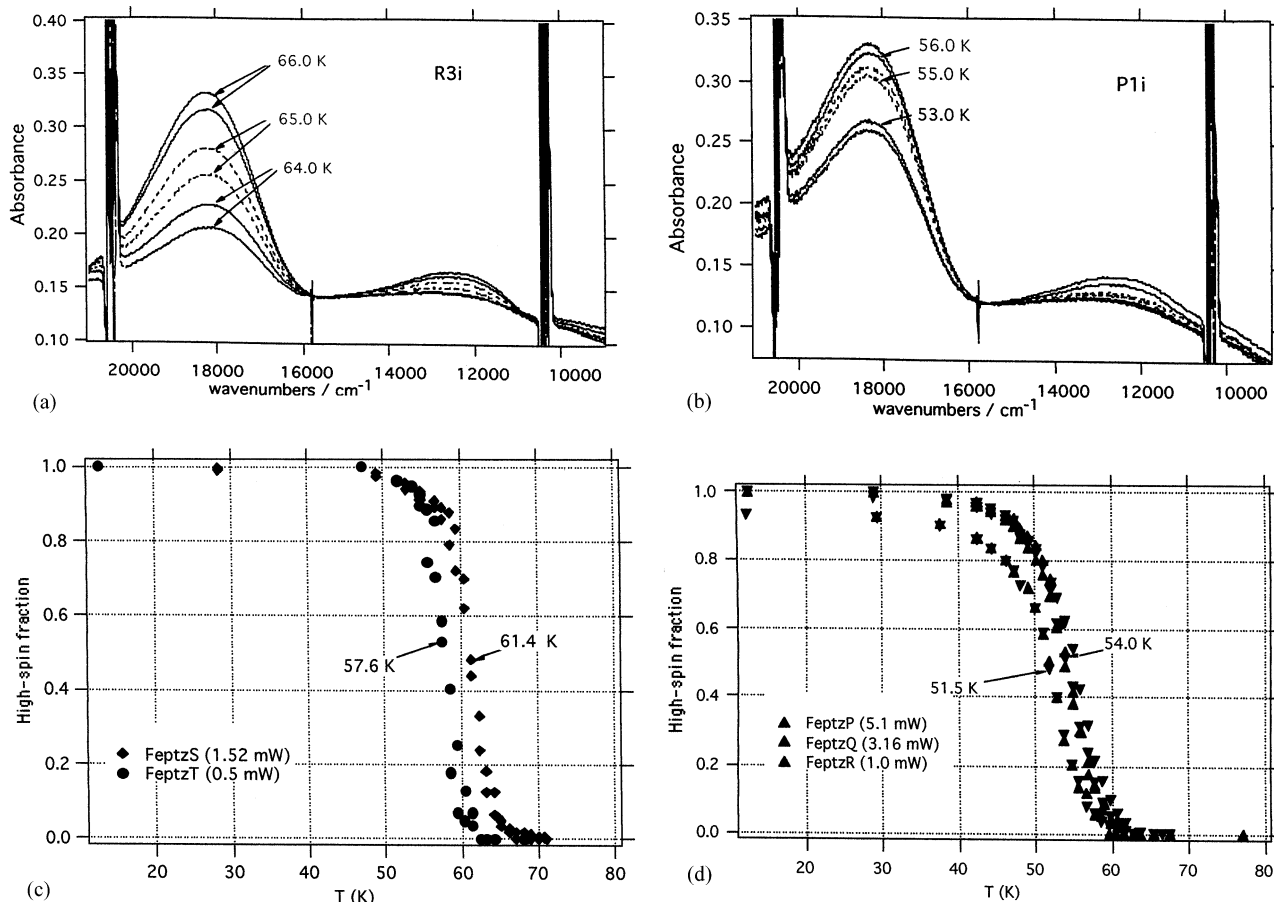 0.40
0.35
0.30
0.25
0.20
0.15
0.10
Absorbance
66.0 K
65.0 K
64.0 K
R3i
20000 18000 16000 14000 12000 10000
wavenumbers / cm-1
(a)
0.35
0.30
0.25
0.20
0.15
0.10
Absorbance
56.0 K
55.0 K
53.0 K
P1i
20000 18000 16000 14000 12000 10000
wavenumbers / cm-1
(b)
1.0
0.8
0.6
0.4
0.2
0.0
High-spin fraction
57.6 K
61.4 K
FeptzS (1.52 mW)
FeptzT (0.5 mW)
20 30 40 50 60 70 80
T (K)
(c)
1.0
0.8
0.6
0.4
0.2
0.0
High-spin fraction
54.0 K
51.5 K
FeptzP (5.1 mW)
FeptzQ (3.16 mW)
FeptzR (1.0 mW)
20 30 40 50 60 70 80
T (K)
(d)